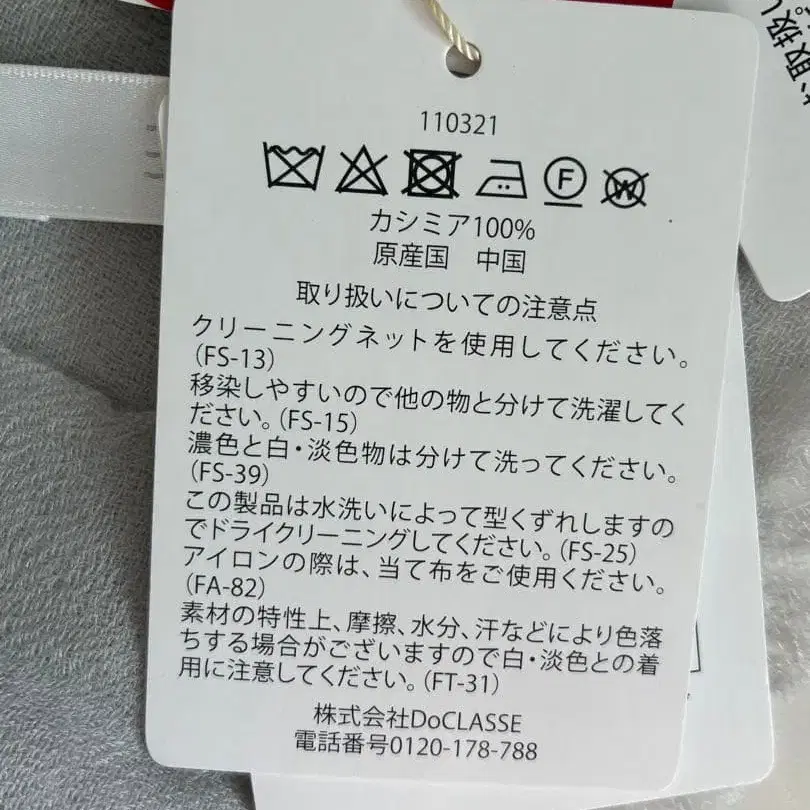 110321
カシミア100%
原産国 中国
取り扱いについての注意点
クリーニングネットを使用してください。
(FS-13)
移染しやすいので他の物と分けて洗濯してく
ださい。(FS-15)
濃色と白・淡色物は分けて洗ってください。
(FS-39)
この製品は水洗いによって型くずれしますの
でドライクリーニングしてください。(FS-25)
アイロンの際は、当て布をご使用ください。
(FA-82)
素材の特性上、摩擦、水分、汗などにより色落
ちする場合がございますので白・淡色との着
用に注意してください。(FT-31)
株式会社DoCLASSE
電話番号0120-178-788
取扱い